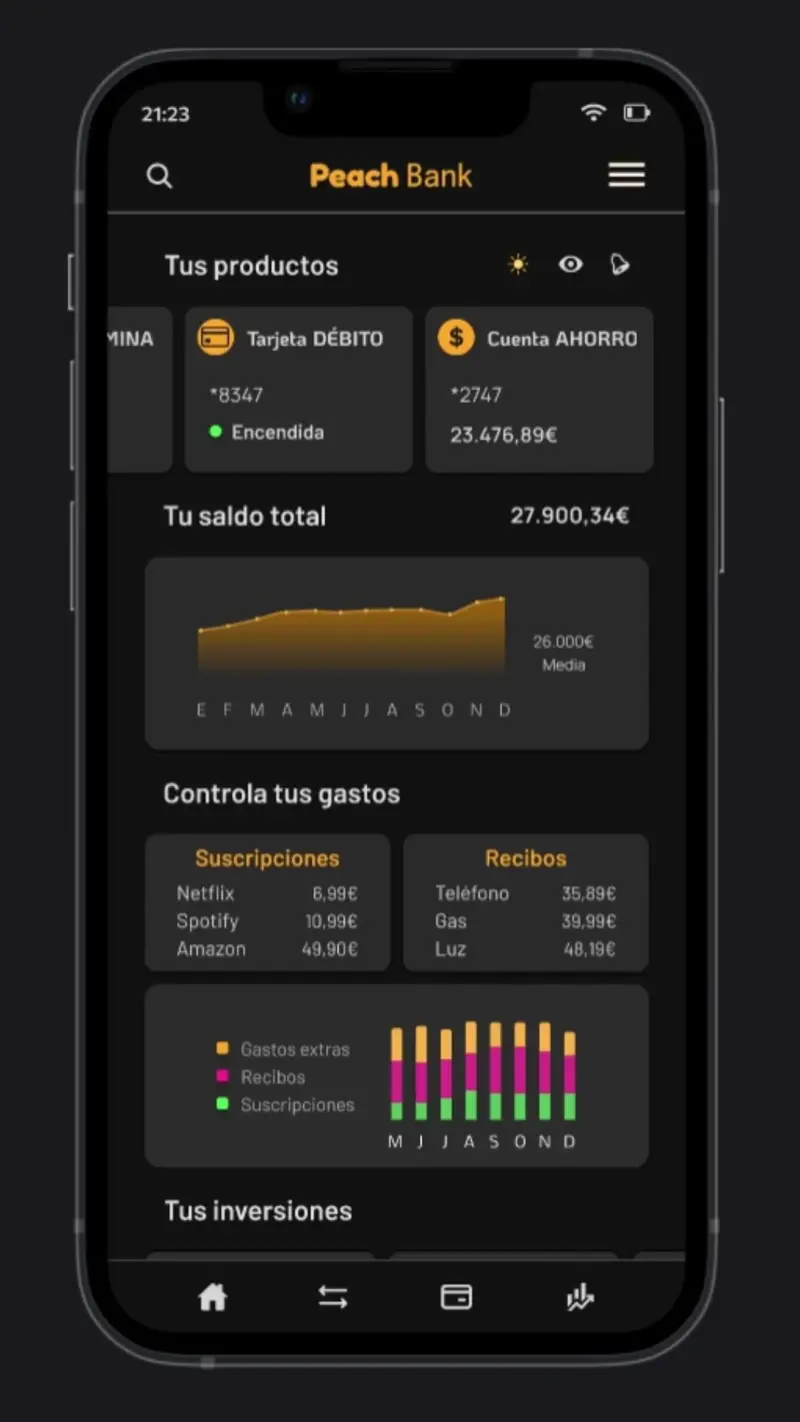 21:23
Peach Bank
Tus productos
MINA
Tarjeta DÉBITO
*8347
Encendida
Cuenta AHORRO
*2747
23.476,89€
Tu saldo total 27.900,34€
26.000€
Media
E F M A M J J A S O N D
Controla tus gastos
Suscripciones
Netflix 6,99€
Spotify 10,99€
Amazon 49,90€
Recibos
Teléfono 35,89€
Gas 39,99€
Luz 48,19€
Gastos extras
Recibos
Suscripciones
M J J A S O N D
Tus inversiones